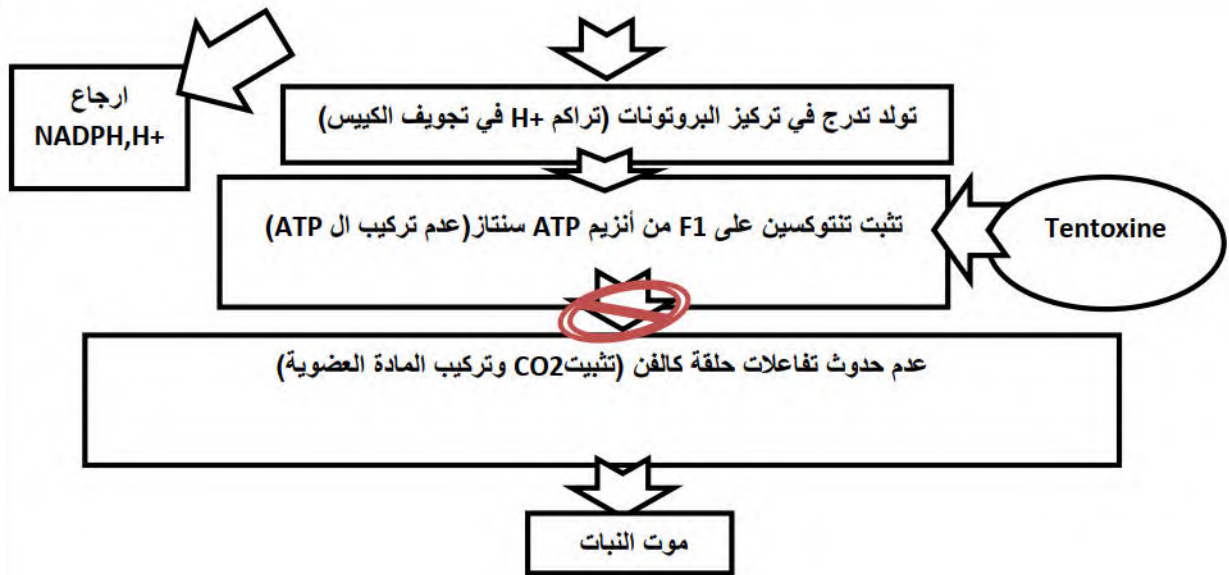 ارجاع
NADPH,H+
تولد تدرج في تركيز البروتونات (تراكم +H في تجويف الكييس)
تثبت تنتوكسين على F1 من أنزيم ATP سنتاز(عدم تركيب ال ATP)
Tentoxine
عدم حدوث تفاعلات حلقة كالفن (تثبيتCO2 وتركيب المادة العضوية)
موت النبات